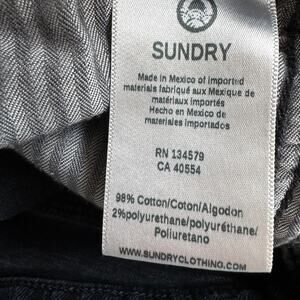 SUNDRY
Made in Mexico of imported
materials fabriqué aux Mexique de
matériaux importés
Hecho en Mexico de
materiales importados
RN 134579
CA 40554
98% Cotton/Coton/Algodon
2%polyurethane/polyuréthane/
Poliuretano
WWW.SUNDRYCLOTHING.COM